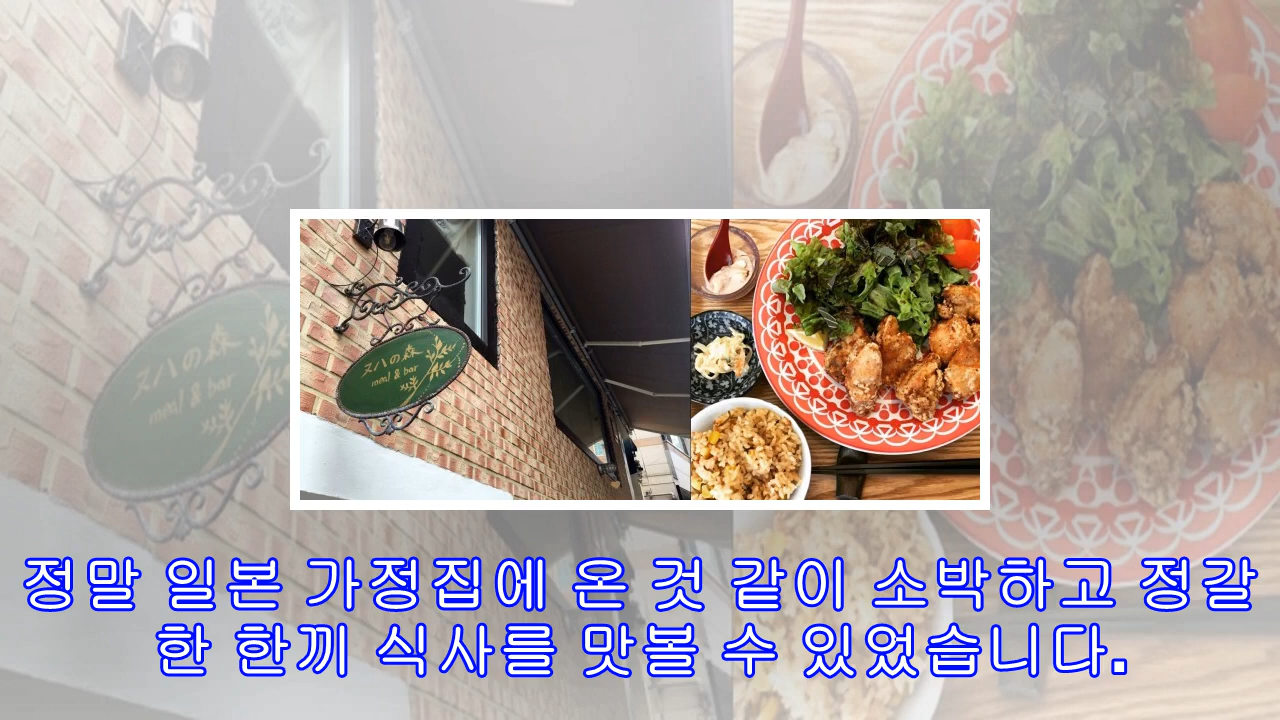 ヌハの森
meal & bar
정말 일본 가정집에 온 것 같이 소박하고 정갈
한 한끼 식사를 맛볼 수 있었습니다.